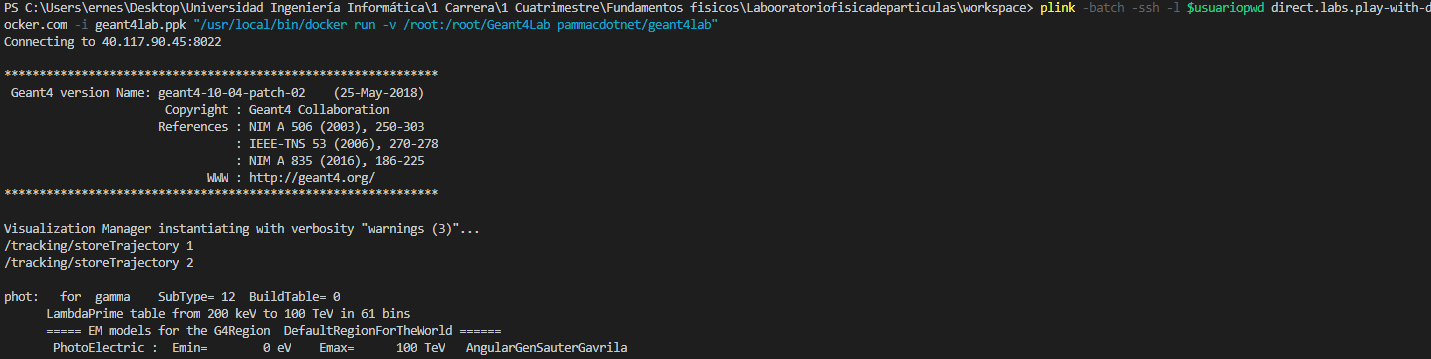 PS C:\Users\ernes\Desktop\Universidad Ingeniería Informática\1 Carrera\1 Cuatrimestre\Fundamentos fisicos\Labooratoriofisicadeparticulas\workspace> plink -batch -ssh -l $usuariopwd direct.labs.play-with-d
ocker.com -i geant4lab.ppk "/usr/local/bin/docker run -v /root:/root/Geant4Lab pammacdotnet/geant4lab"
Connecting to 40.117.90.45:8022
*************************************************************
Geant4 version Name: geant4-10-04-patch-02    (25-May-2018)
Copyright : Geant4 Collaboration
References : NIM A 506 (2003), 250-303
: IEEE-TNS 53 (2006), 270-278
: NIM A 835 (2016), 186-225
WWW : http://geant4.org/
*************************************************************
Visualization Manager instantiating with verbosity "warnings (3)"...
/tracking/storeTrajectory 1
/tracking/storeTrajectory 2
phot:   for  gamma    SubType= 12  BuildTable= 0
LambdaPrime table from 200 keV to 100 TeV in 61 bins
===== EM models for the G4Region  DefaultRegionForTheWorld ======
PhotoElectric :  Emin=        0 eV    Emax=      100 TeV   AngularGenSauterGavrila